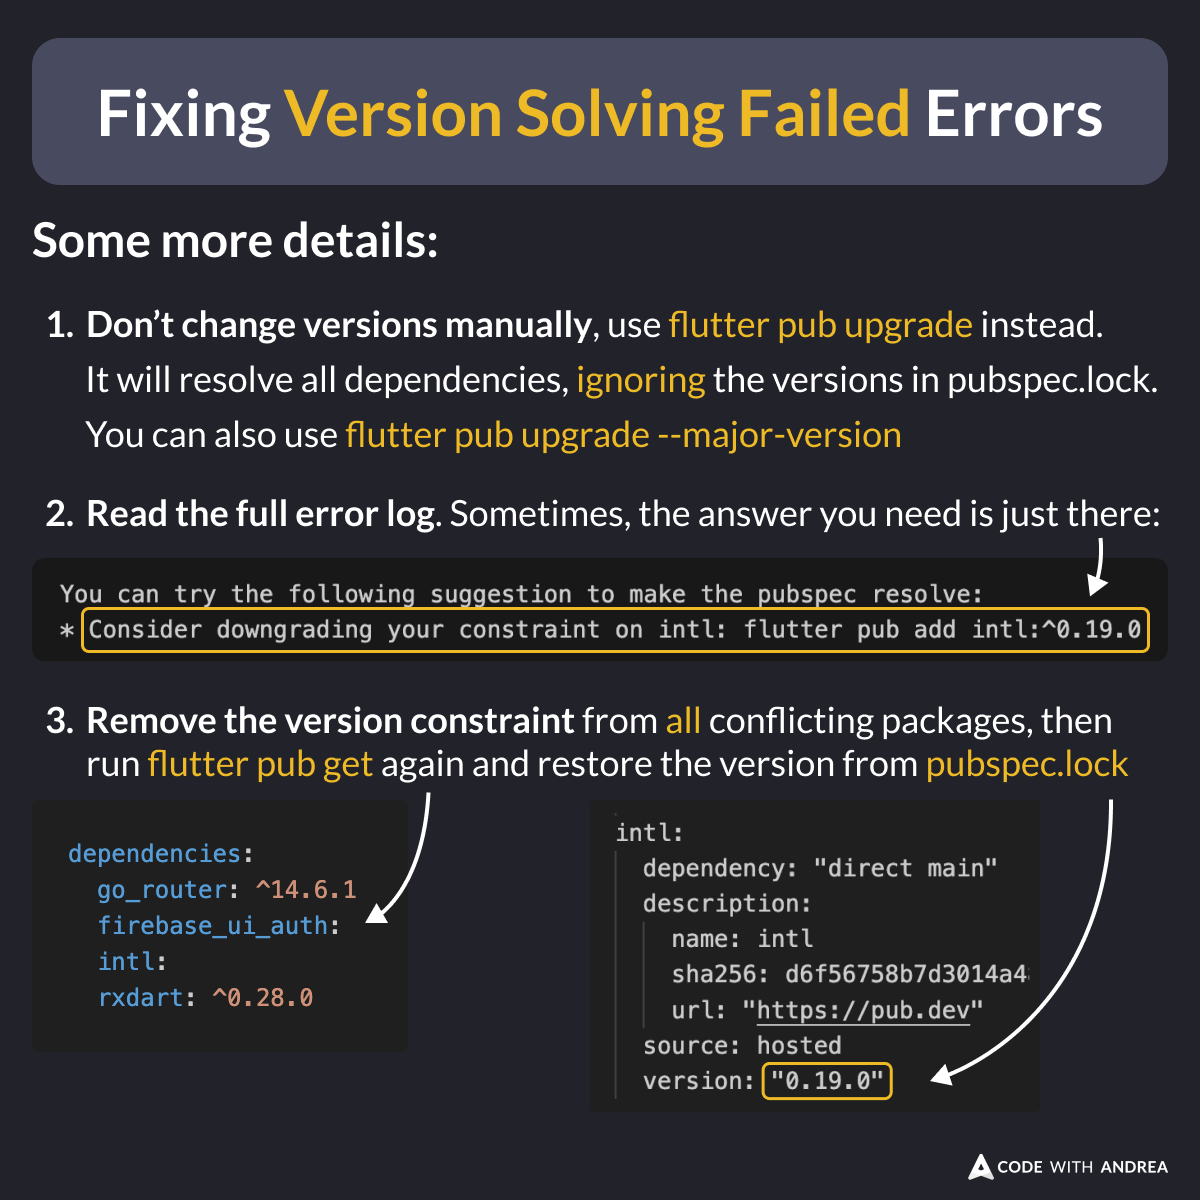 Fixing Version Solving Failed Errors
Some more details:
1. Don't change versions manually, use flutter pub upgrade instead.
It will resolve all dependencies, ignoring the versions in pubspec.lock.
You can also use flutter pub upgrade --major-version
2. Read the full error log. Sometimes, the answer you need is just there:
You can try the following suggestion to make the pubspec resolve:
* Consider downgrading your constraint on intl: flutter pub add intl:^0.19.0
3. Remove the version constraint from all conflicting packages, then
run flutter pub get again and restore the version from pubspec.lock
dependencies:
go_router: ^14.6.1
firebase_ui_auth:
intl:
rxdart: ^0.28.0
intl:
dependency: "direct main"
description:
name: intl
sha256: d6f56758b7d3014a4
url: "https://pub.dev"
source: hosted
version: "0.19.0"
CODE WITH ANDREA